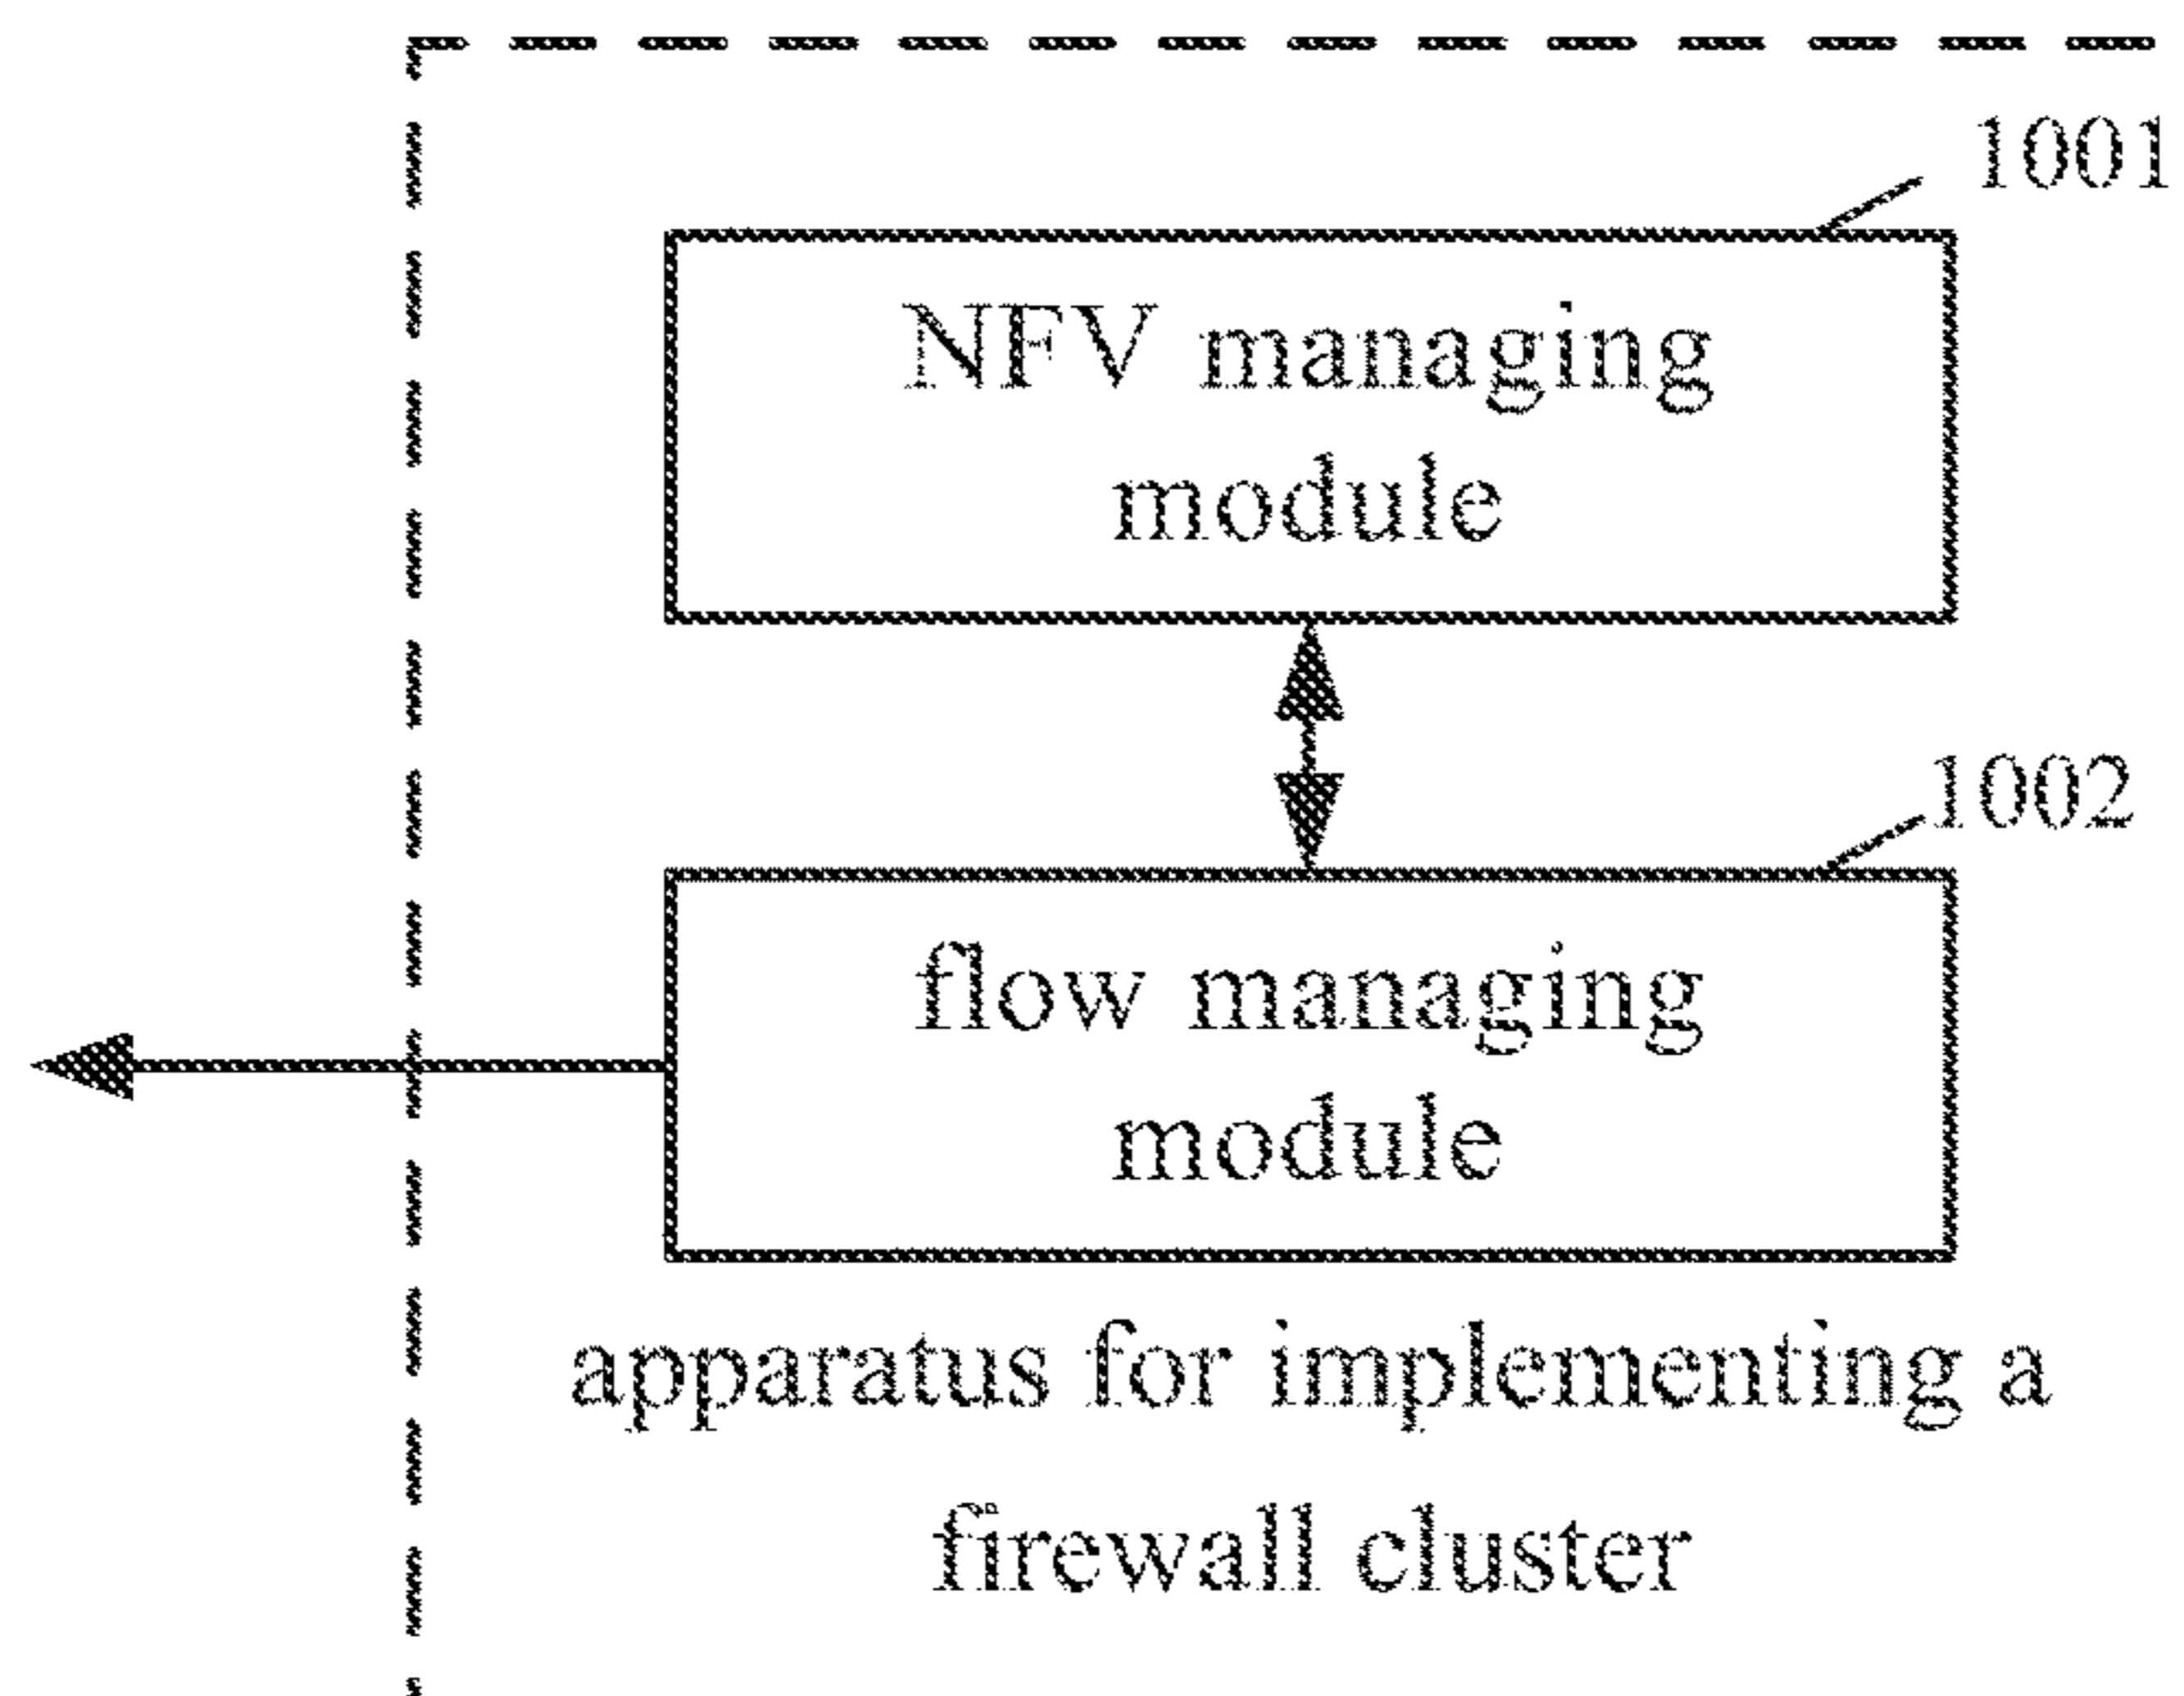 1001
NFV managing
module
1002
flow managing
module
apparatus for implementing a
firewall cluster